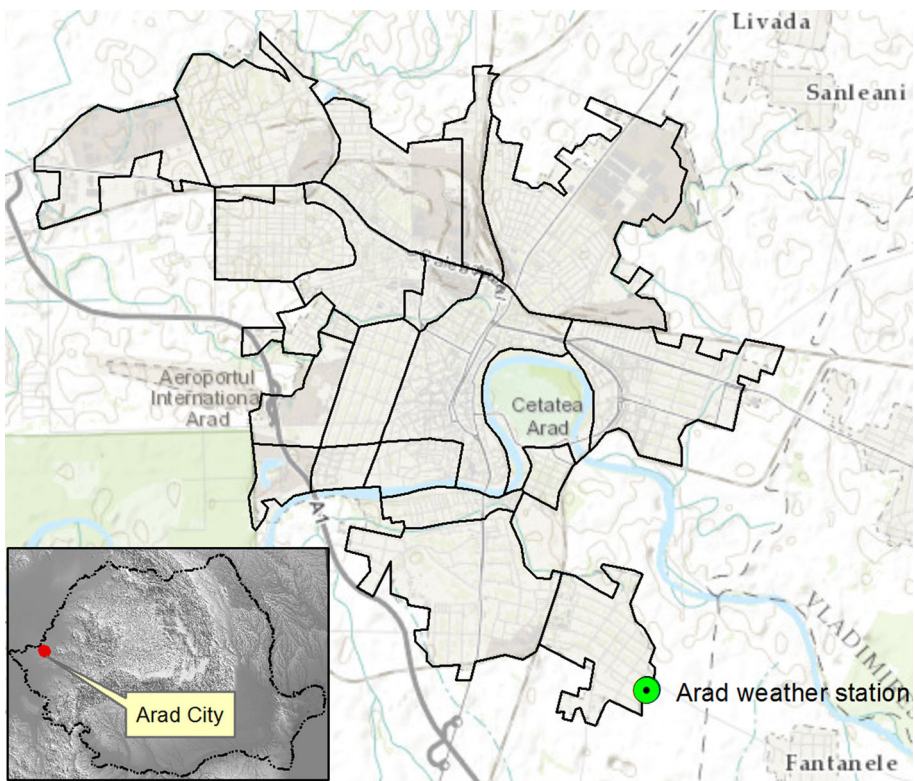 Livada
Sanleani
Aeroportul
International
Arad
Cetatea
Arad
A1
VLADIMIR
Arad City
Arad weather station
Fantanele